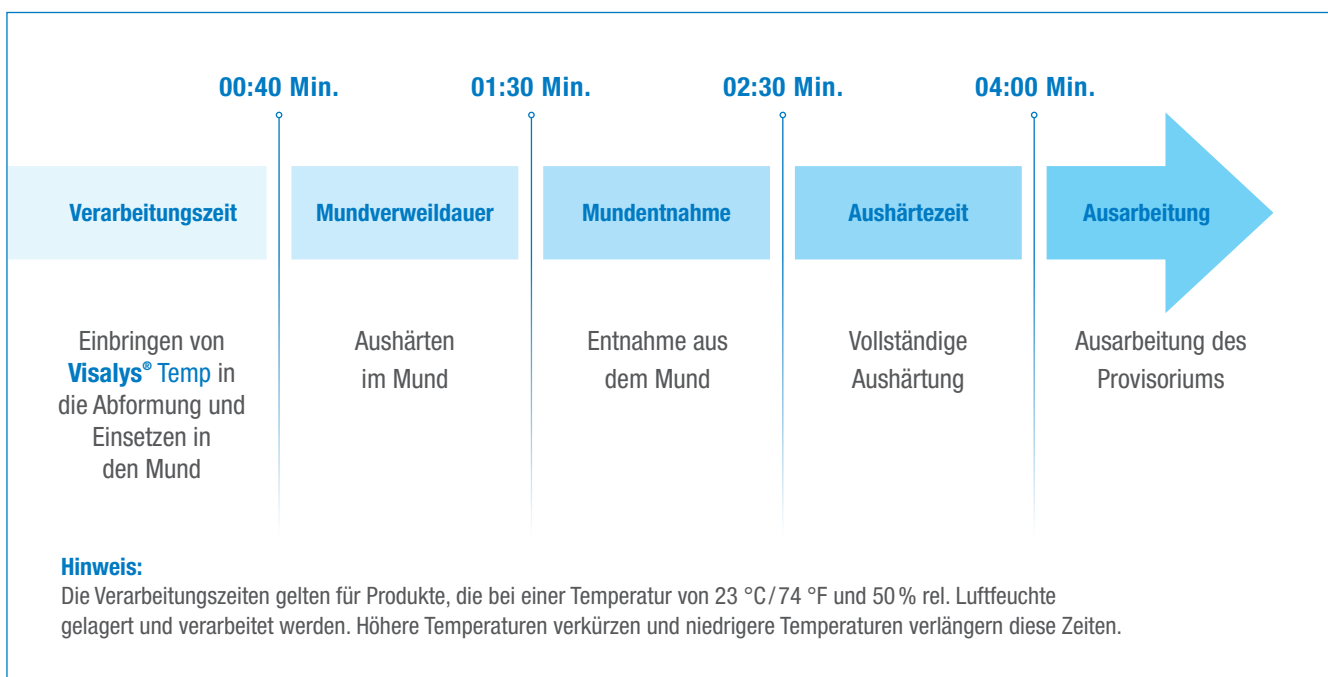 00:40 Min.
01:30 Min.
02:30 Min.
04:00 Min.
Verarbeitungszeit
Mundverweildauer
Mundentnahme
Aushärtezeit
Ausarbeitung
Einbringen von
Visalys® Temp in
die Abformung und
Einsetzen in
den Mund
Aushärten
im Mund
Entnahme aus
dem Mund
Vollständige
Aushärtung
Ausarbeitung des
Provisoriums
Hinweis:
Die Verarbeitungszeiten gelten für Produkte, die bei einer Temperatur von 23 °C/74 °F und 50 % rel. Luftfeuchte
gelagert und verarbeitet werden. Höhere Temperaturen verkürzen und niedrigere Temperaturen verlängern diese Zeiten.